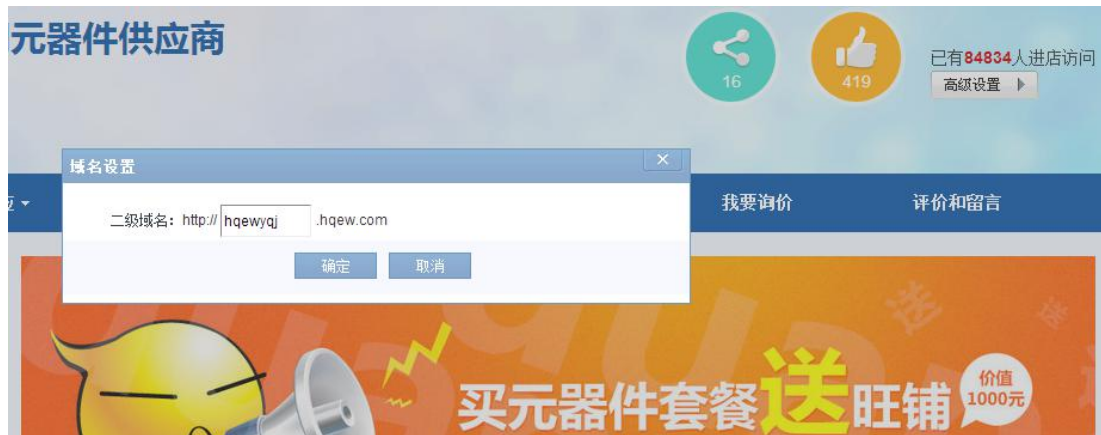 元器件供应商
16
419
已有84834人进店访问
高级设置
域名设置
应
我要询价
评价和留言
二级域名：http:// hqewyqj .hqew.com
确定 取消
送
送
买元器件套餐送旺铺
价值
1000元